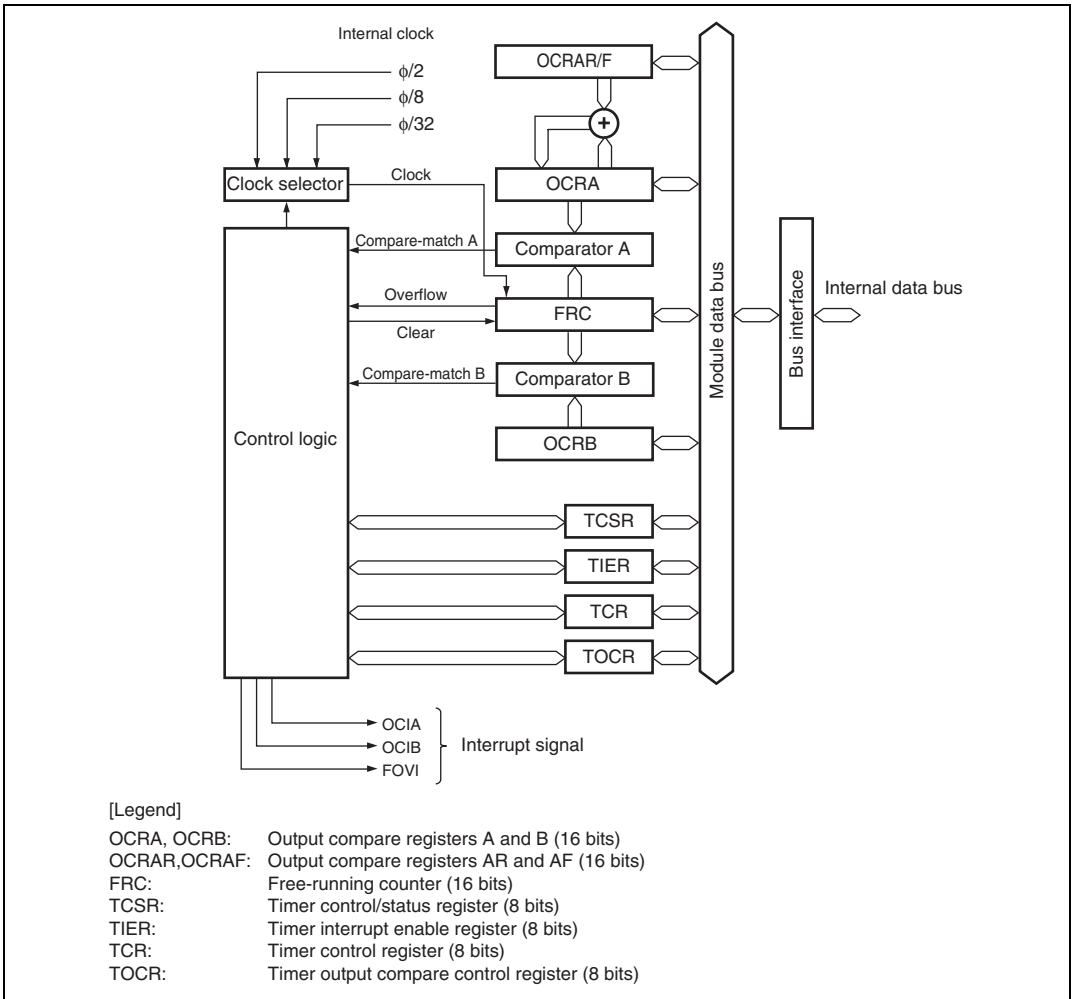 Internal clock
ϕ/2
ϕ/8
ϕ/32
OCRAR/F
+
Clock selector
Clock
OCRA
Compare-match A
Comparator A
Overflow
FRC
Clear
Compare-match B
Comparator B
Control logic
OCRB
Module data bus
Bus interface
Internal data bus
TCSR
TIER
TCR
TOCR
OCIA
OCIB
FOVI
Interrupt signal
[Legend]
OCRA, OCRB: Output compare registers A and B (16 bits)
OCRAR,OCRAF: Output compare registers AR and AF (16 bits)
FRC: Free-running counter (16 bits)
TCSR: Timer control/status register (8 bits)
TIER: Timer interrupt enable register (8 bits)
TCR: Timer control register (8 bits)
TOCR: Timer output compare control register (8 bits)